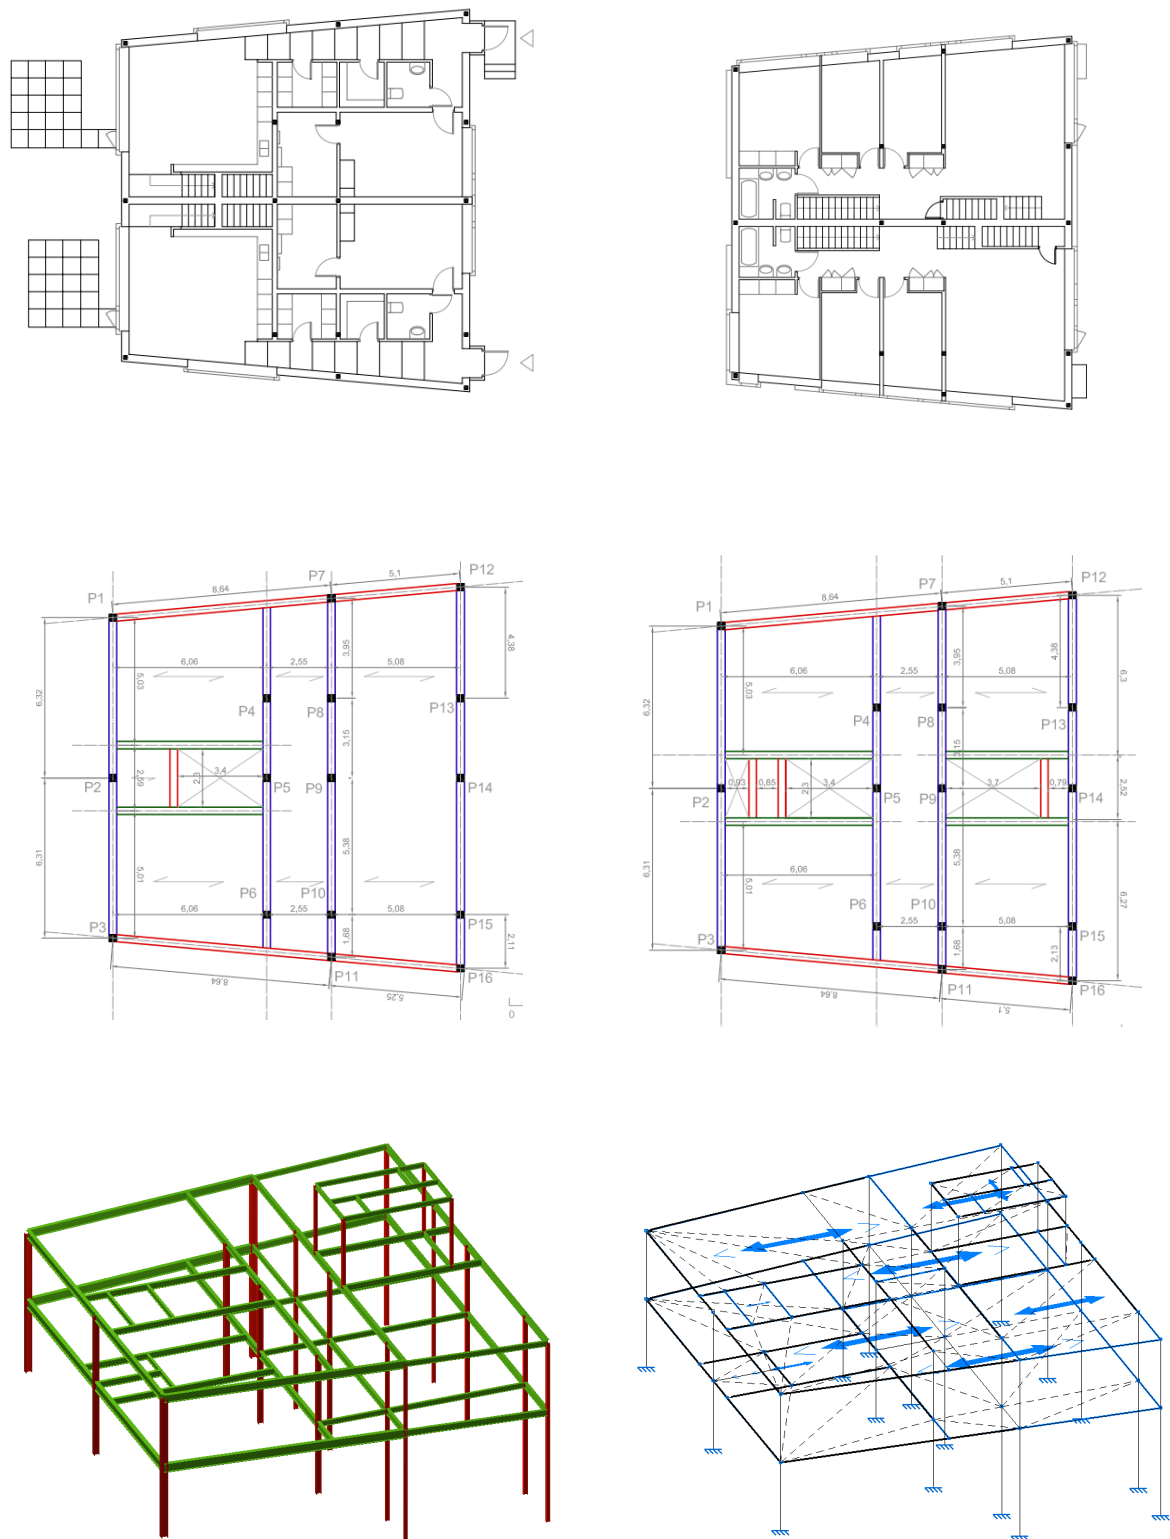 P7
5,1
P12
P1
8,64
6,32
5,03
6,06
2,55
3,95
5,08
4,38
P4
P8
P13
3,15
2,59
P2
3,4
2,3
P5
P9
P14
6,31
5,01
5,38
P6
P10
6,06
2,55
5,08
P15
P3
1,68
2,11
8,64
P11
5,25
P16
0
P7
5,1
P12
P1
8,64
6,32
5,03
6,06
2,55
3,95
5,08
4,38
6,3
P4
P8
P13
3,15
P2
0,93
0,85
3,4
2,3
P5
P9
3,7
0,79
P14
2,52
6,31
5,01
6,06
5,38
6,27
P6
P10
2,55
5,08
P15
P3
1,68
2,13
8,64
P11
5,1
P16